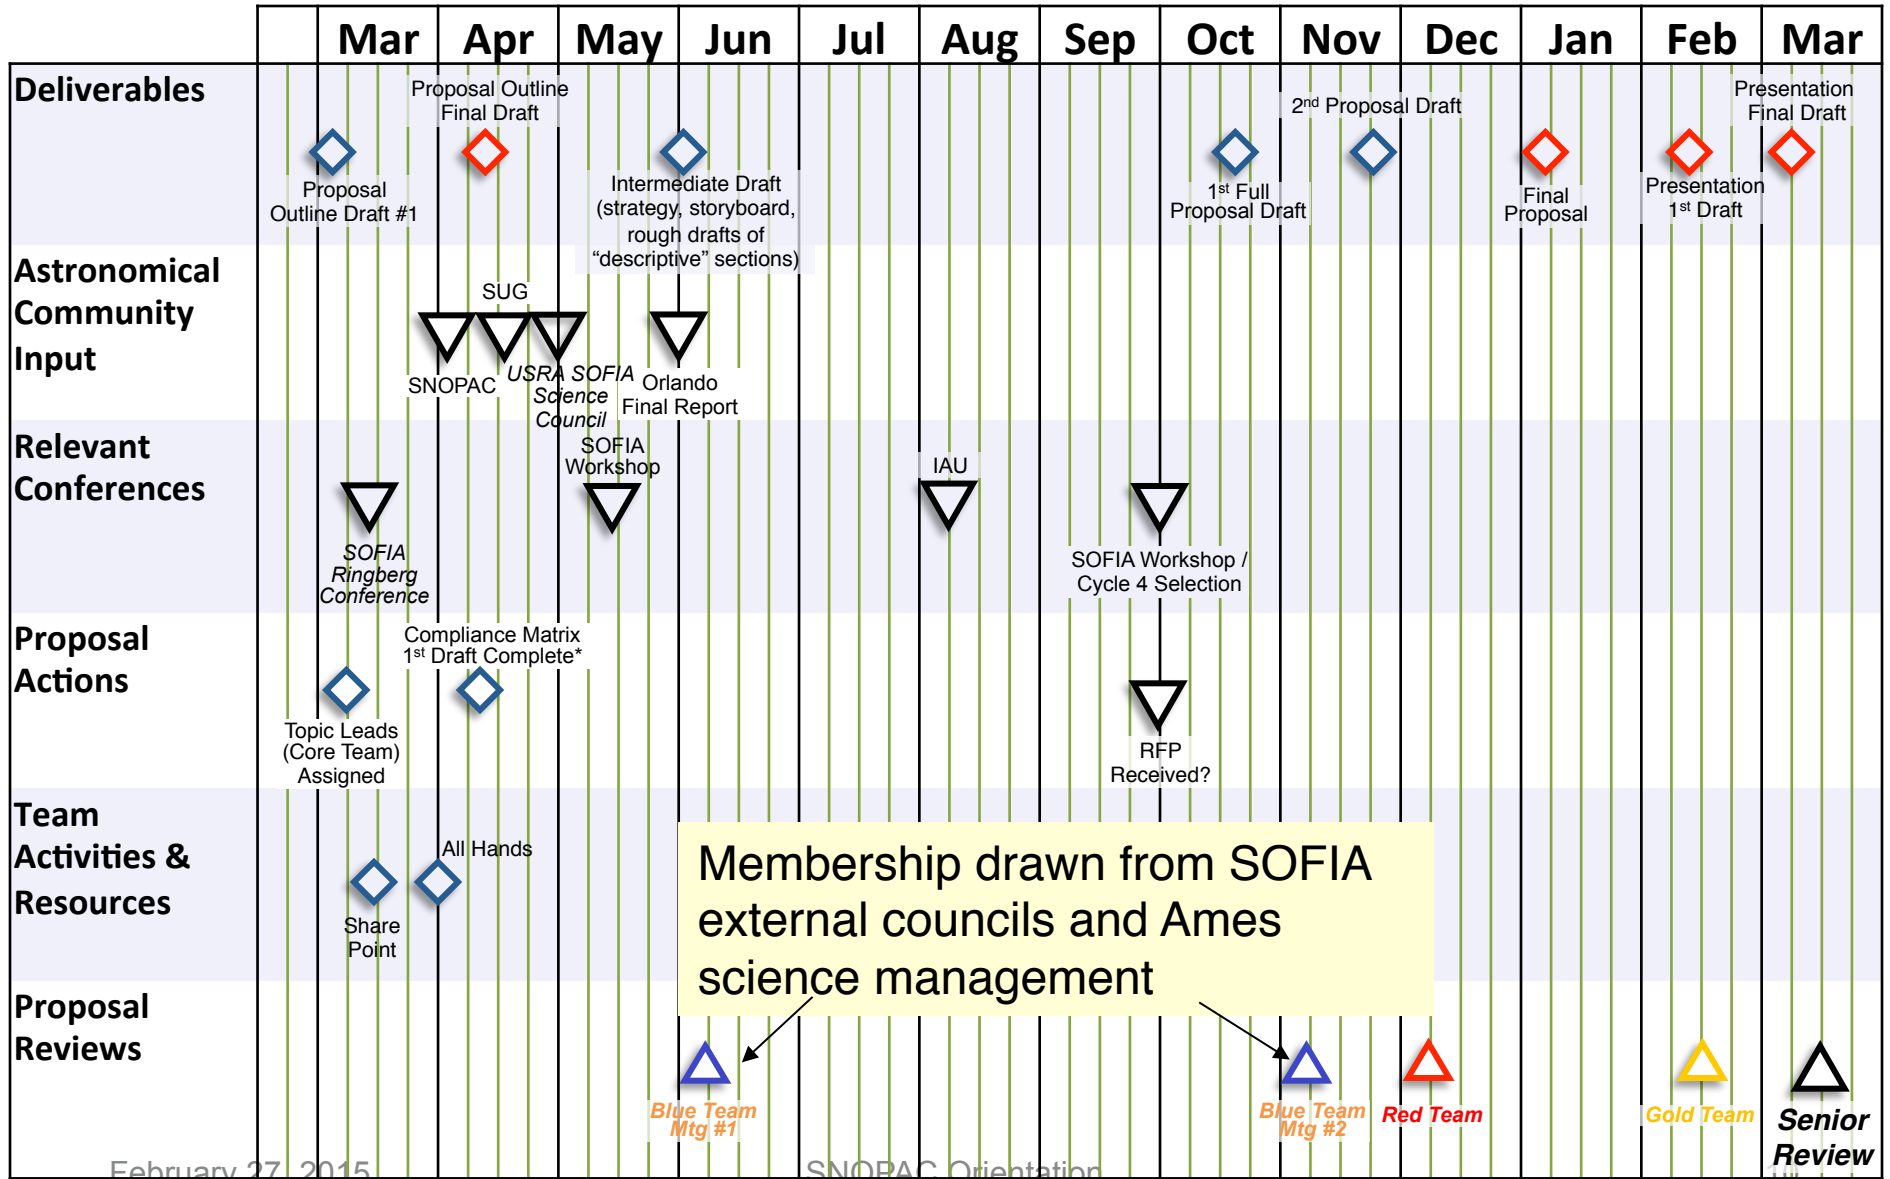 Mar Apr May Jun Jul Aug Sep Oct Nov Dec Jan Feb Mar
Deliverables
Proposal Outline
Final Draft
2nd Proposal Draft
Presentation
Final Draft
Proposal
Outline Draft #1
Intermediate Draft
(strategy, storyboard,
rough drafts of
“descriptive” sections)
1st Full
Proposal Draft
Final
Proposal
Presentation
1st Draft
Astronomical
Community
Input
SUG
SNOPAC
USRA SOFIA
Science
Council
Orlando
Final Report
Relevant
Conferences
SOFIA
Workshop
IAU
SOFIA
Ringberg
Conference
SOFIA Workshop /
Cycle 4 Selection
Proposal
Actions
Compliance Matrix
1st Draft Complete*
Topic Leads
(Core Team)
Assigned
RFP
Received?
Team
Activities &
Resources
All Hands
Share
Point
Membership drawn from SOFIA
external councils and Ames
science management
Proposal
Reviews
Blue Team
Mtg #1
Blue Team
Mtg #2
Red Team
Gold Team
Senior
Review
February 27, 2015
SNOPAC Orientation